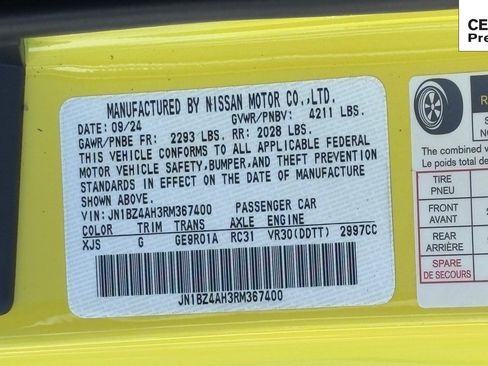 CE
Pre
MANUFACTURED BY NISSAN MOTOR CO.,LTD.
DATE: 09/24 GVWR/PNBV: 4211 LBS.
GAWR/PNBE FR: 2293 LBS. RR: 2028 LBS.
THIS VEHICLE CONFORMS TO ALL APPLICABLE FEDERAL
MOTOR VEHICLE SAFETY,BUMPER,AND THEFT PREVENTION
STANDARDS IN EFFECT ON THE DATE OF MANUFACTURE
SHOWN ABOVE.
VIN:JN1BZ4AH3RM367400 PASSENGER CAR
COLOR TRIM TRANS AXLE ENGINE
XJS G GE9R01A RC31 VR30(DDTT) 2997CC
JN1BZ4AH3RM367400
The combined
Le poids total
TIRE
PNEU
FRONT
AVANT
REAR
ARRIÈRE
SPARE
DE SECOURS